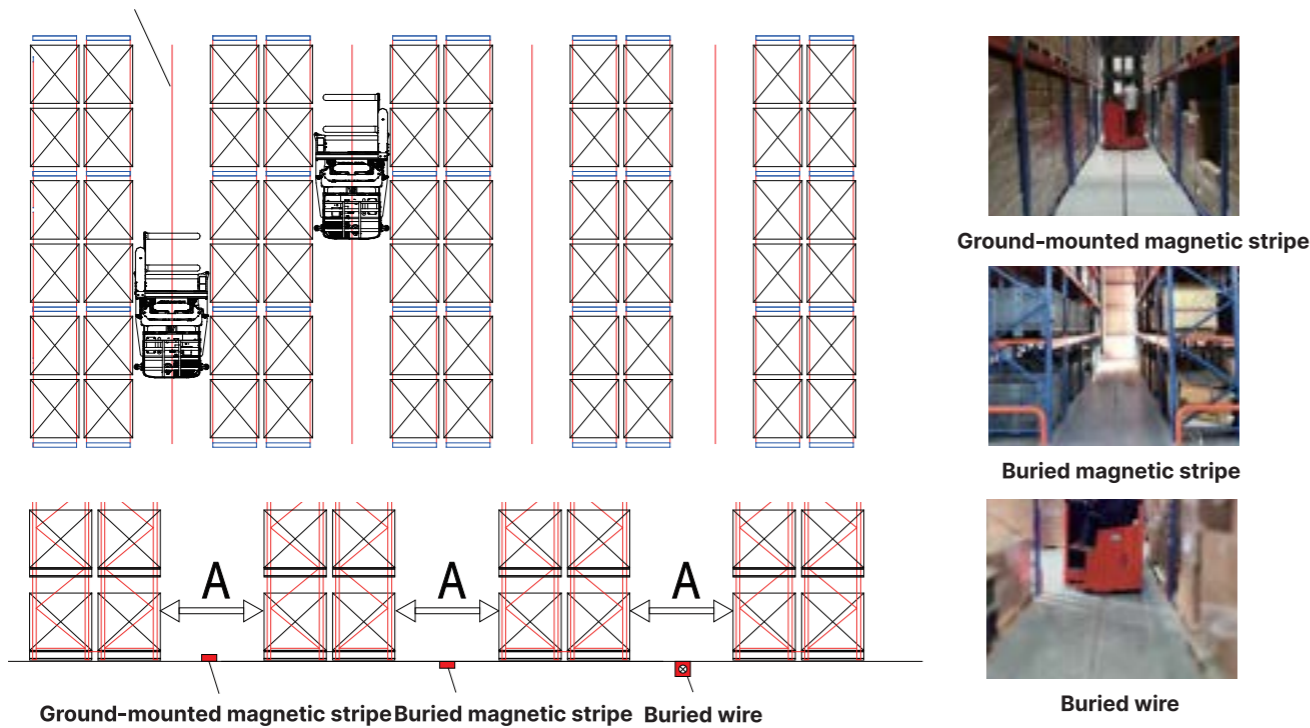 Ground-mounted magnetic stripe
Buried magnetic stripe
A
A
A
Ground-mounted magnetic stripe
Buried magnetic stripe
Buried wire
Buried wire